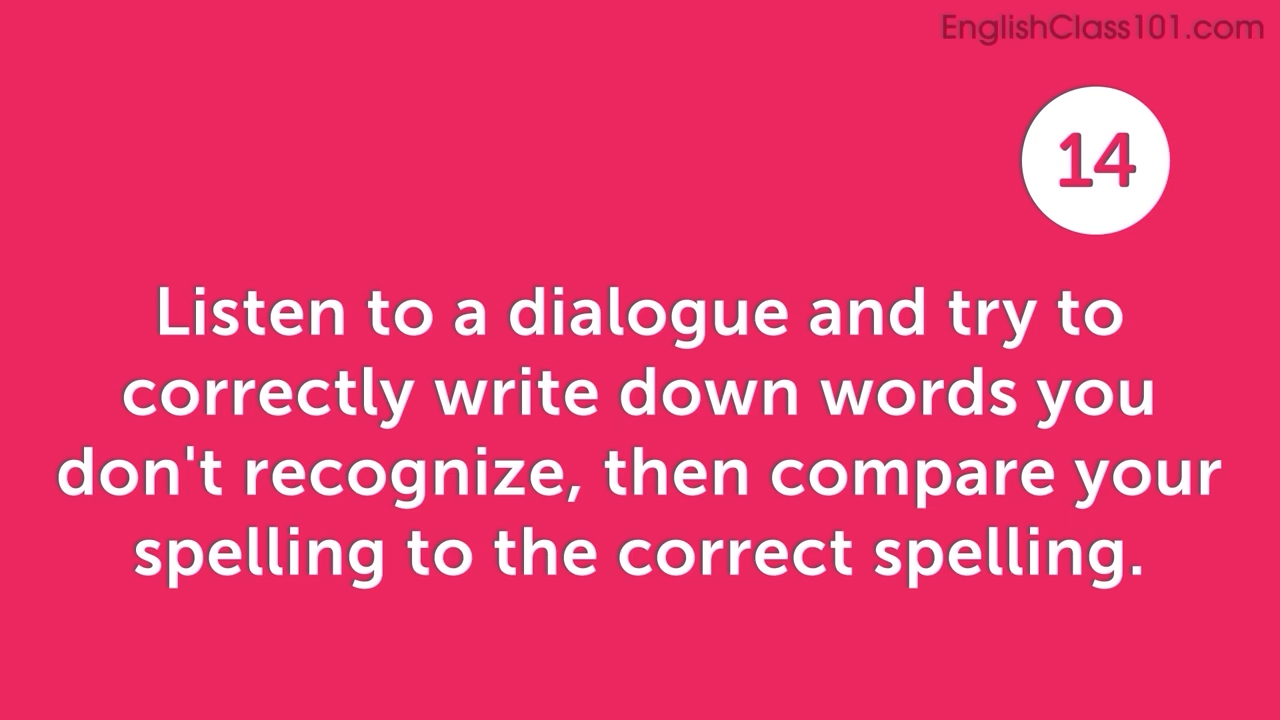 EnglishClass101.com
14
Listen to a dialogue and try to
correctly write down words you
don't recognize, then compare your
spelling to the correct spelling.